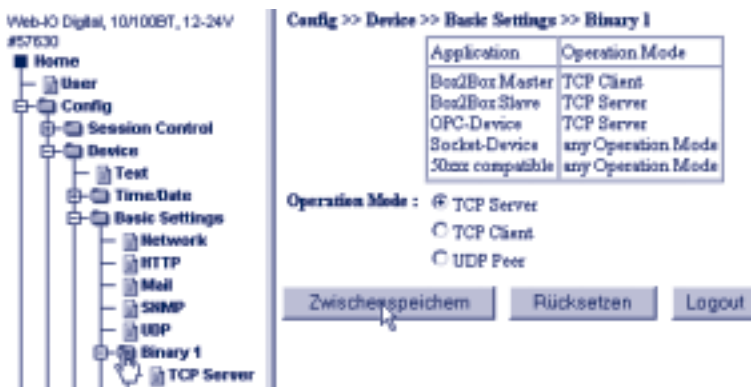 Web-IO Digital, 10/100BT, 12-24V
#57630
Home
User
Config
Session Control
Device
Text
Time/Date
Basic Settings
Network
HTTP
Mail
SNMP
UDP
Binary 1
TCP Server
Config >> Device >> Basic Settings >> Binary 1
Application Operation Mode
Box2Box Master TCP Client
Box2Box Slave TCP Server
OPC-Device TCP Server
Socket-Device any Operation Mode
50xxx compatible any Operation Mode
Operation Mode : TCP Server
TCP Client
UDP Peer
Zwischenspeichern Rücksetzen Logout